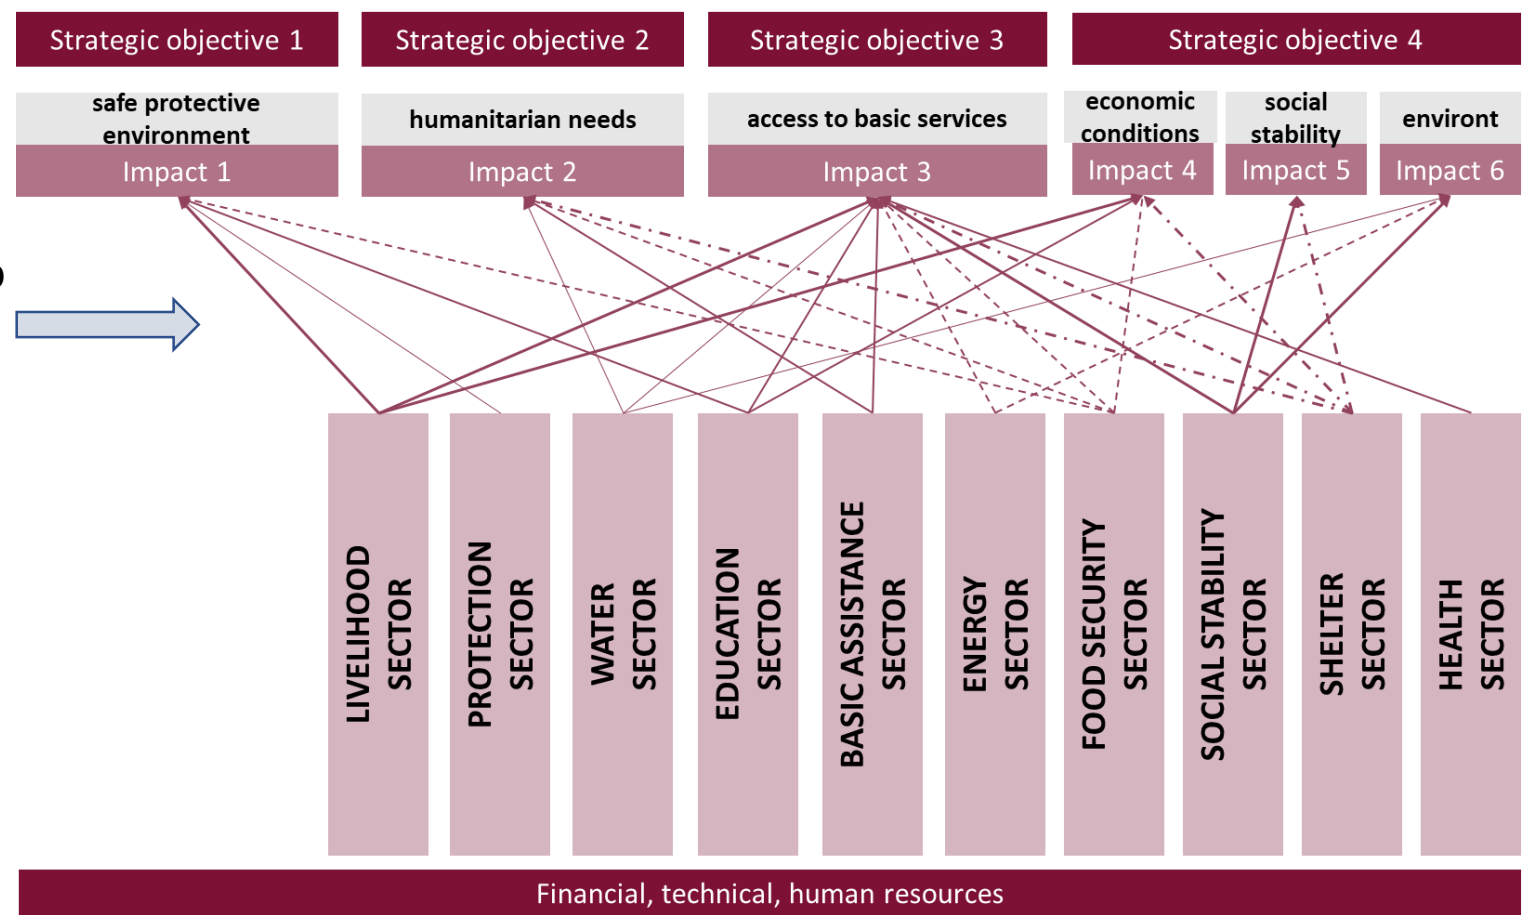 Strategic objective 1
Strategic objective 2
Strategic objective 3
Strategic objective 4
safe protective
environment
humanitarian needs
access to basic services
economic
conditions
social
stability
environt
Impact 1
Impact 2
Impact 3
Impact 4
Impact 5
Impact 6
LIVELIHOOD
SECTOR
PROTECTION
SECTOR
WATER
SECTOR
EDUCATION
SECTOR
BASIC ASSISTANCE
SECTOR
ENERGY
SECTOR
FOOD SECURITY
SECTOR
SOCIAL STABILITY
SECTOR
SHELTER
SECTOR
HEALTH
SECTOR
Financial, technical, human resources